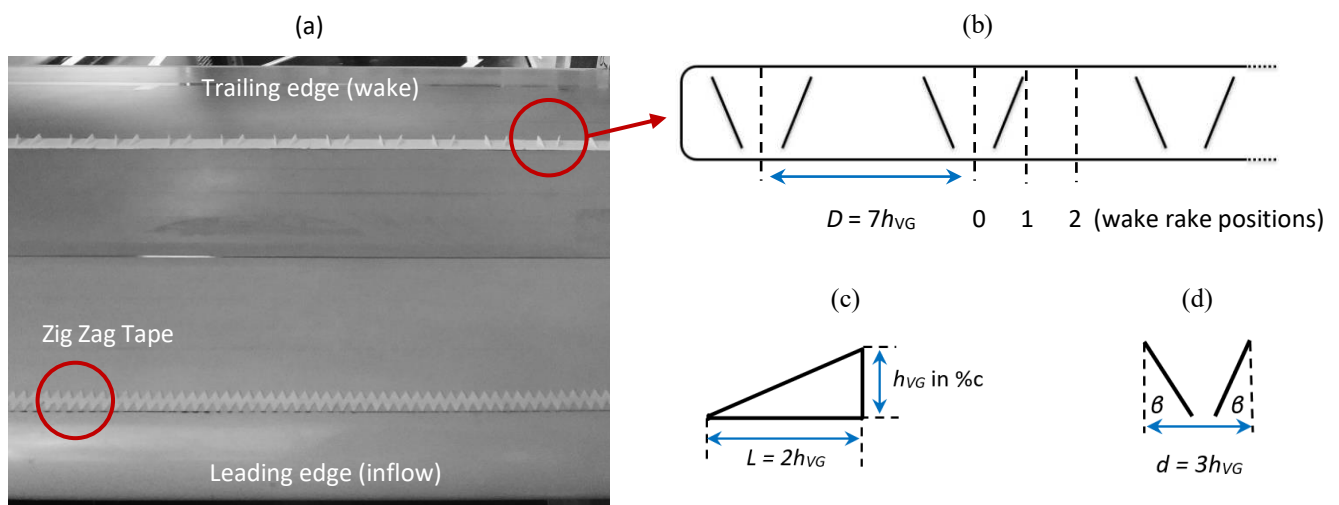 (a)
Trailing edge (wake)
Zig Zag Tape
Leading edge (inflow)
(b)
D = 7hVG 0 1 2 (wake rake positions)
(c)
hVG in %c
L = 2hVG
(d)
β β
d = 3hVG